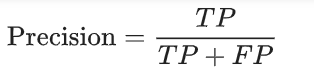 Precision = TP / (TP + FP)